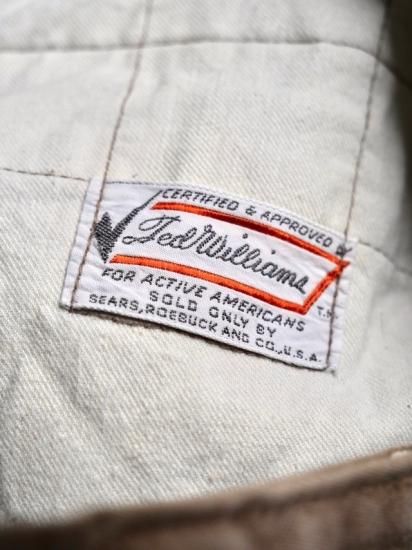 CERTIFIED & APPROVED BY
Ted Williams
T.M.
FOR ACTIVE AMERICANS
SOLD ONLY BY
SEARS, ROEBUCK AND CO., U.S.A.